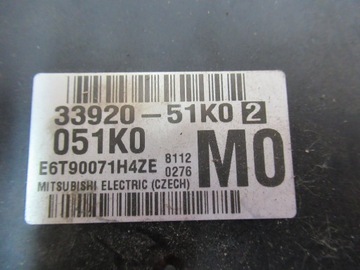 33920-51K0 2
051K0
E6T90071H4ZE 8112 0276 M0
MITSUBISHI ELECTRIC (CZECH)